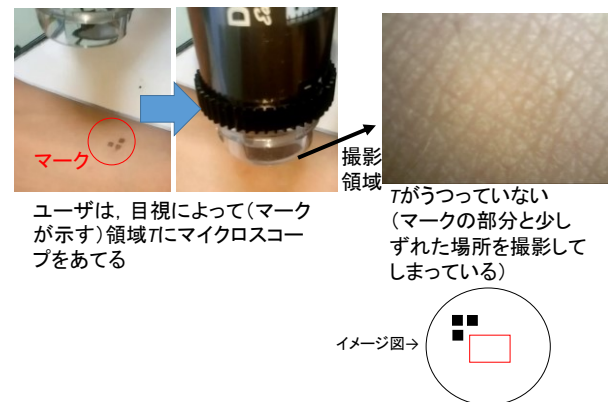 マーク
撮影
領域
ユーザは，目視によって（マーク
が示す）領域Tにマイクロスコー
プをあてる
Tがうつっていない
（マークの部分と少し
ずれた場所を撮影して
しまっている）
イメージ図→